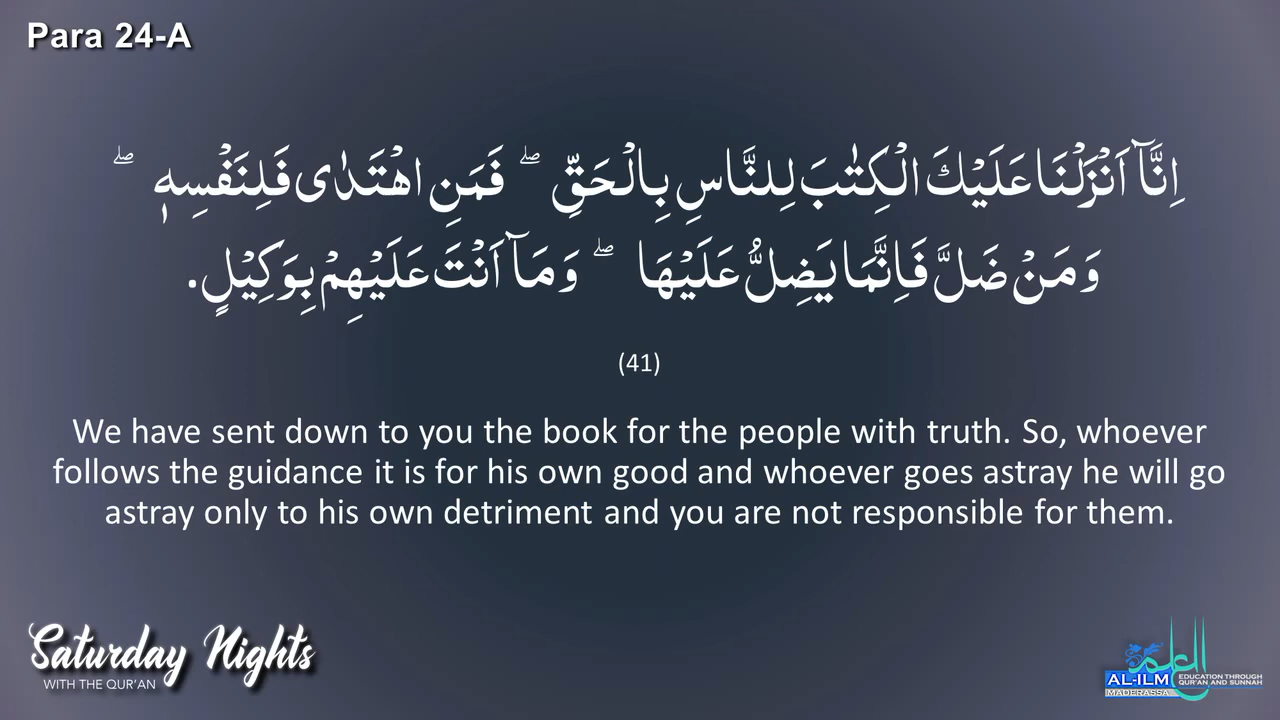 Para 24-A
اِنَّاۤ اَنْزَلْنَا عَلَيْكَ الْكِتٰبَ لِلنَّاسِ بِالْحَقِّ ۖ فَمَنِ اهْتَدٰى فَلِنَفْسِهٖ ۖ
وَ مَنْ ضَلَّ فَاِنَّمَا يَضِلُّ عَلَيْهَا ۖ وَ مَاۤ اَنْتَ عَلَيْهِمْ بِوَكِيْلٍ.
(41)
We have sent down to you the book for the people with truth. So, whoever
follows the guidance it is for his own good and whoever goes astray he will go
astray only to his own detriment and you are not responsible for them.
Saturday Nights
WITH THE QUR'AN
العلم
AL-ILM
MADERASSA
EDUCATION THROUGH
QUR'AN AND SUNNAH